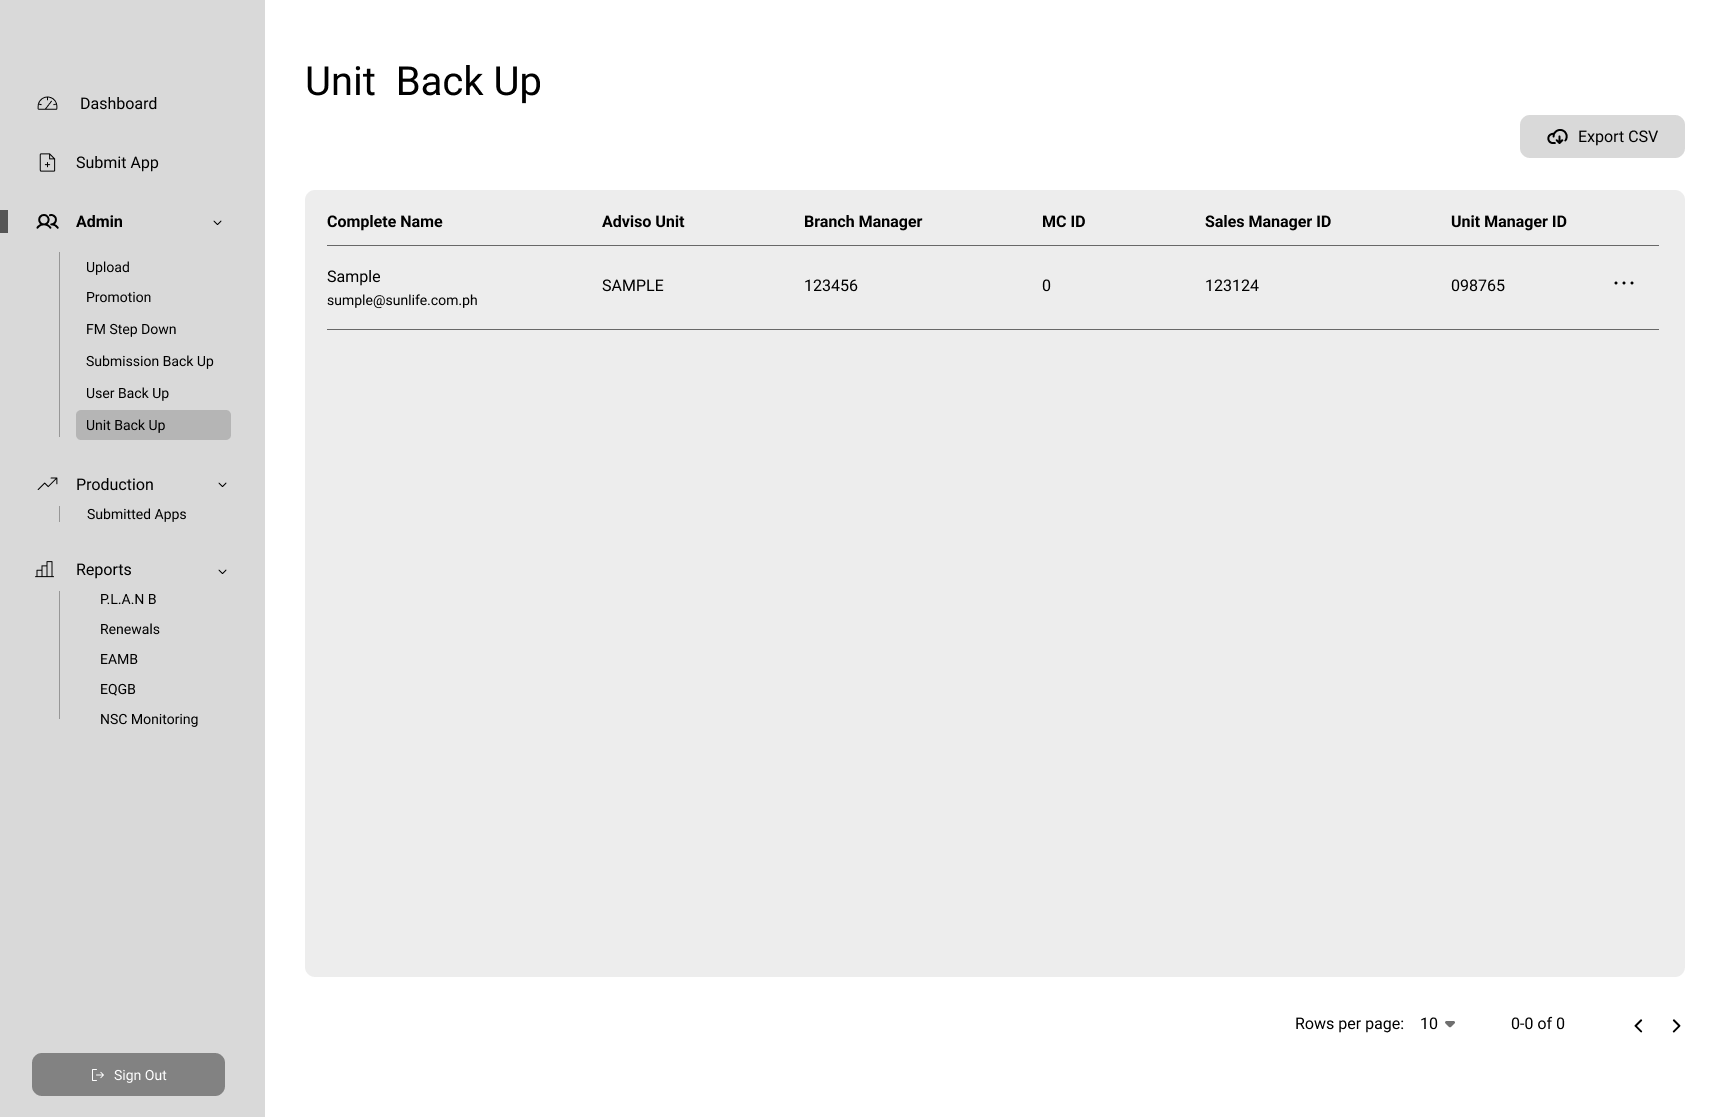 Dashboard
Submit App
Admin
Upload
Promotion
FM Step Down
Submission Back Up
User Back Up
Unit Back Up
Production
Submitted Apps
Reports
P.L.A.N B
Renewals
EAMB
EQGB
NSC Monitoring
Sign Out
Unit Back Up
Export CSV
Complete Name Adviso Unit Branch Manager MC ID Sales Manager ID Unit Manager ID
Sample
sumple@sunlife.com.ph
SAMPLE 123456 0 123124 098765 ...
Rows per page: 10 0-0 of 0